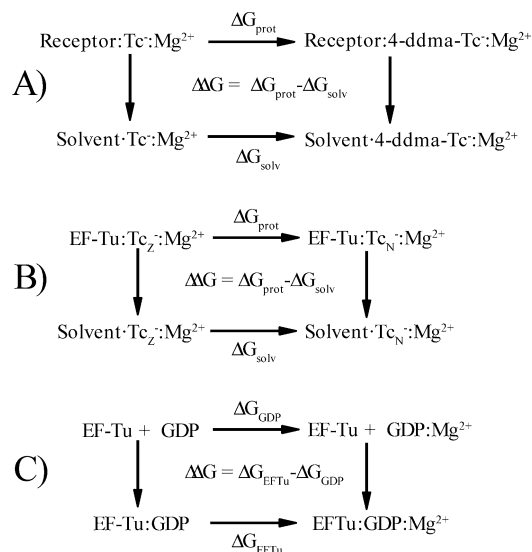 ΔG_prot
Receptor:Tc⁻:Mg²⁺ Receptor:4-ddma-Tc⁻:Mg²⁺
A) ΔΔG = ΔG_prot-ΔG_solv
Solvent·Tc⁻:Mg²⁺ Solvent·4-ddma-Tc⁻:Mg²⁺
ΔG_solv
ΔG_prot
EF-Tu:Tc_Z⁻:Mg²⁺ EF-Tu:Tc_N⁻:Mg²⁺
B) ΔΔG = ΔG_prot-ΔG_solv
Solvent·Tc_Z⁻:Mg²⁺ Solvent·Tc_N⁻:Mg²⁺
ΔG_solv
ΔG_GDP
EF-Tu + GDP EF-Tu + GDP:Mg²⁺
C) ΔΔG = ΔG_EFTu-ΔG_GDP
EF-Tu:GDP EFTu:GDP:Mg²⁺
ΔG_EFTu